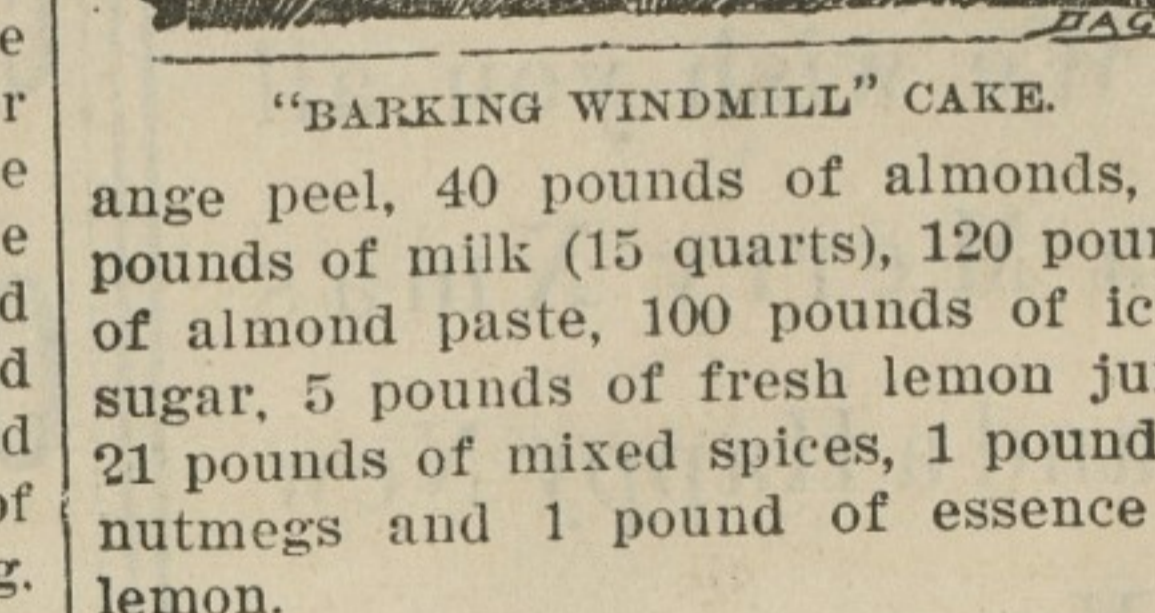 "BARKING WINDMILL" CAKE.
ange peel, 40 pounds of almonds,
pounds of milk (15 quarts), 120 pour
of almond paste, 100 pounds of ic
sugar, 5 pounds of fresh lemon ju
21 pounds of mixed spices, 1 pound
nutmegs and 1 pound of essence
lemon.
e
r
e
e
d
d
d
of
g.